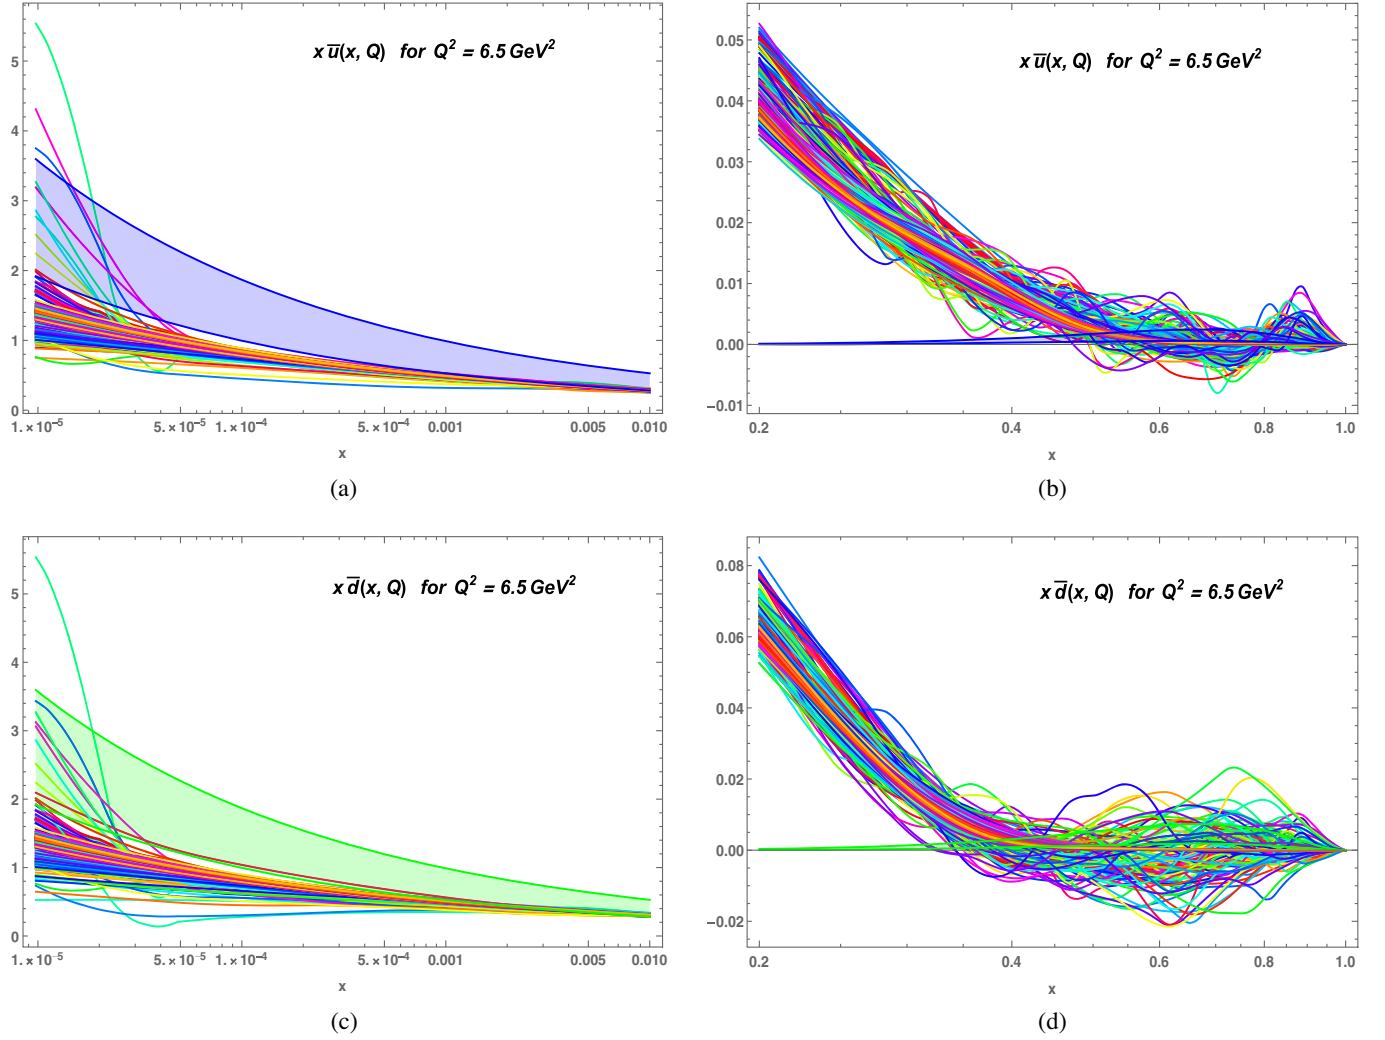 x u̅(x, Q) for Q² = 6.5 GeV²
5
4
3
2
1
0
1.×10⁻⁵ 5.×10⁻⁵ 1.×10⁻⁴ 5.×10⁻⁴ 0.001 0.005 0.010
x
(a)
x u̅(x, Q) for Q² = 6.5 GeV²
0.05
0.04
0.03
0.02
0.01
0.00
−0.01
0.2 0.4 0.6 0.8 1.0
x
(b)
x d̅(x, Q) for Q² = 6.5 GeV²
5
4
3
2
1
0
1.×10⁻⁵ 5.×10⁻⁵ 1.×10⁻⁴ 5.×10⁻⁴ 0.001 0.005 0.010
x
(c)
x d̅(x, Q) for Q² = 6.5 GeV²
0.08
0.06
0.04
0.02
0.00
−0.02
0.2 0.4 0.6 0.8 1.0
x
(d)